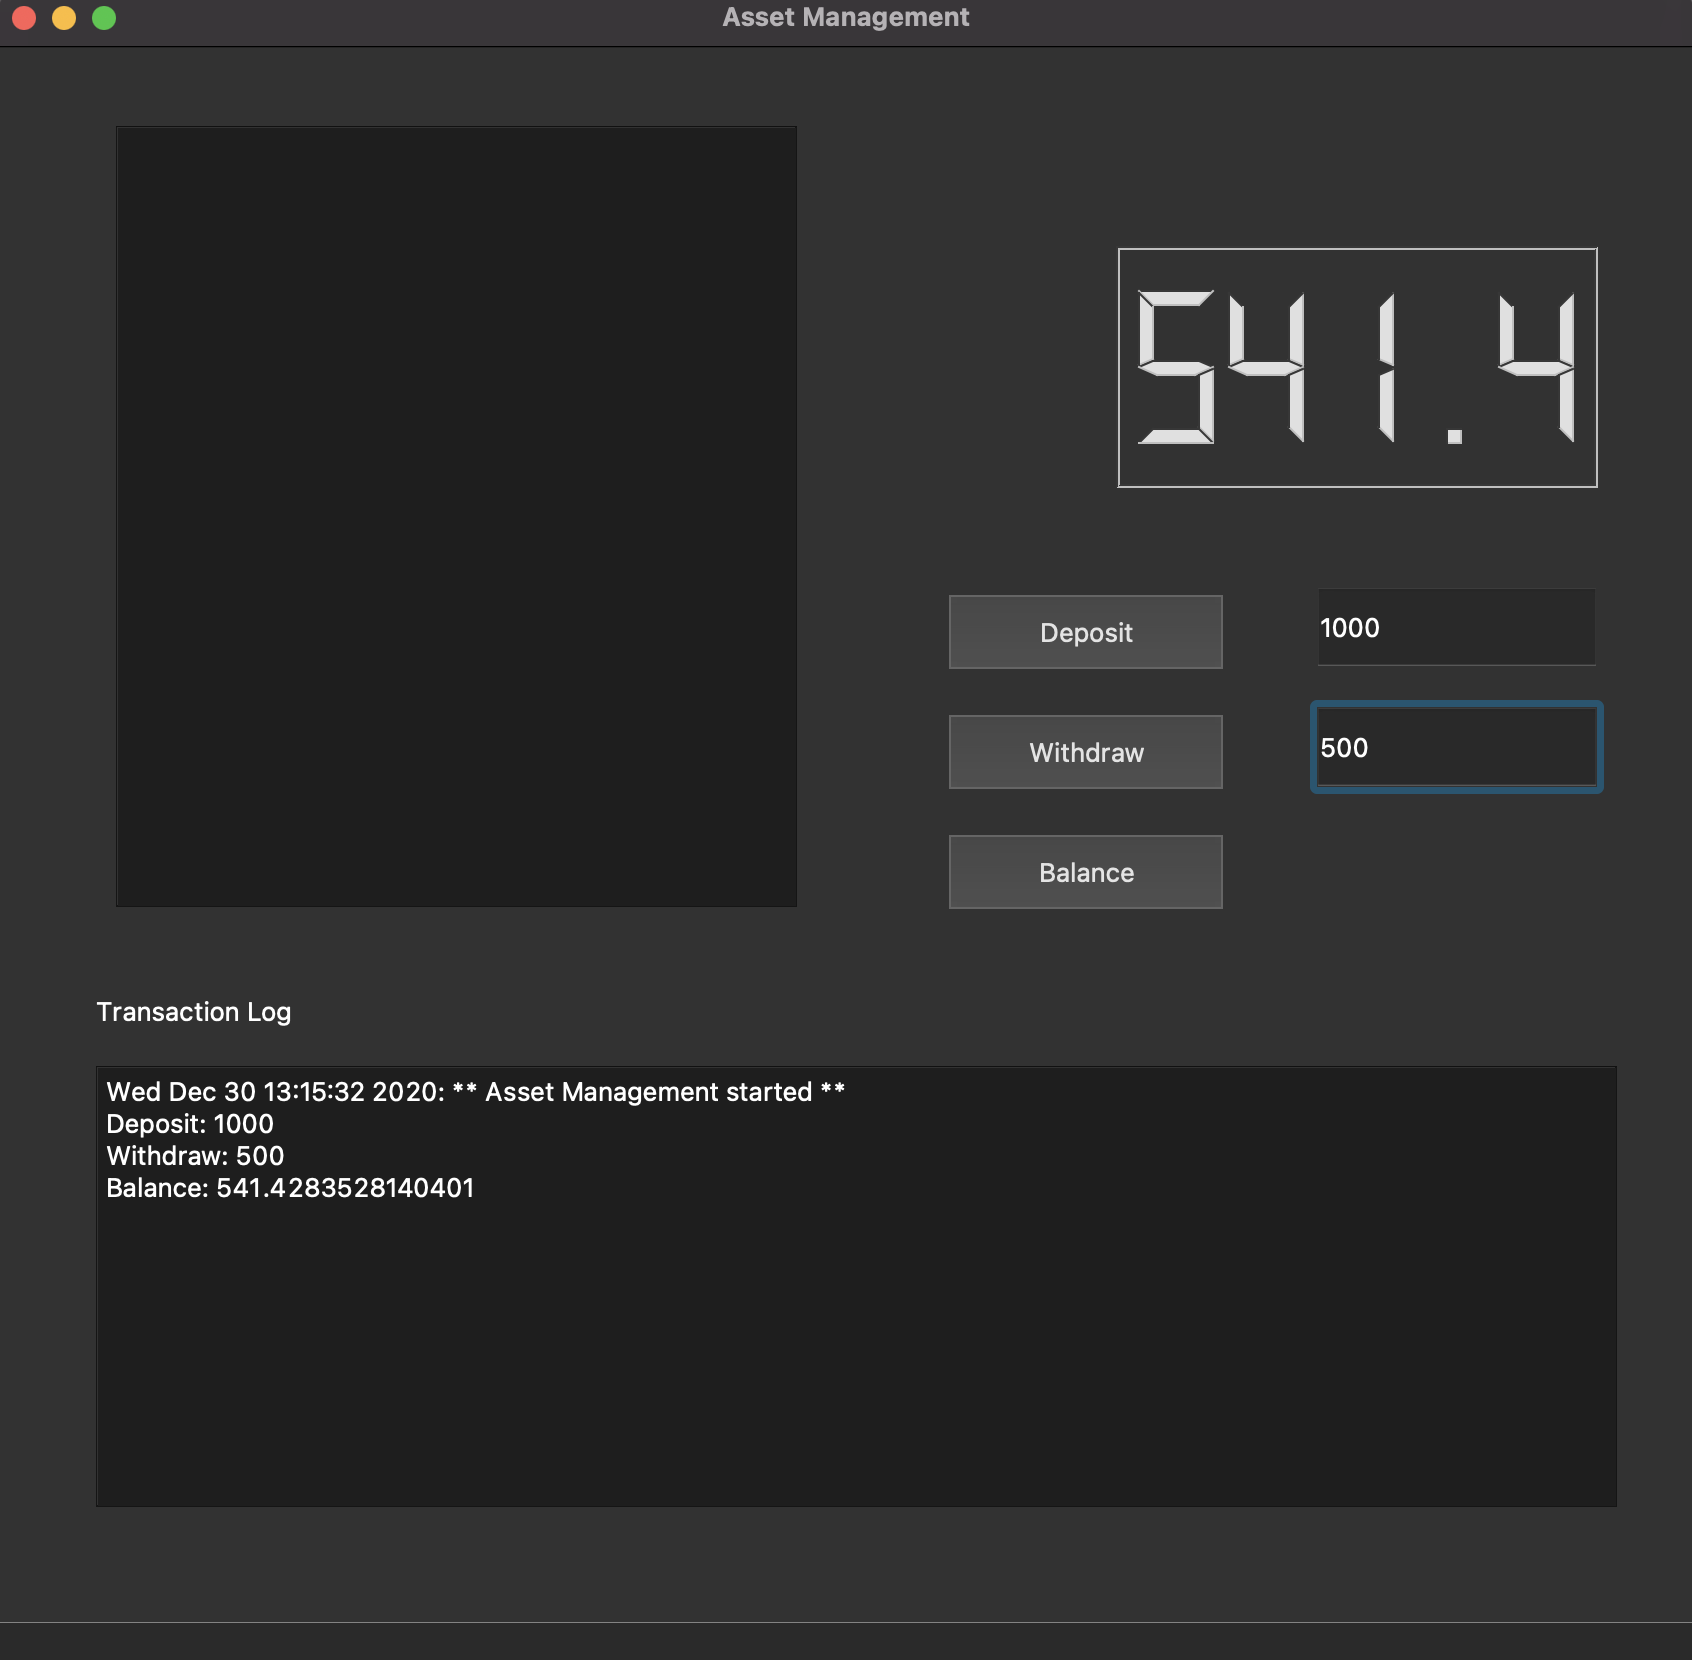 Asset Management
541.4
Deposit
1000
Withdraw
500
Balance
Transaction Log
Wed Dec 30 13:15:32 2020: ** Asset Management started **
Deposit: 1000
Withdraw: 500
Balance: 541.4283528140401